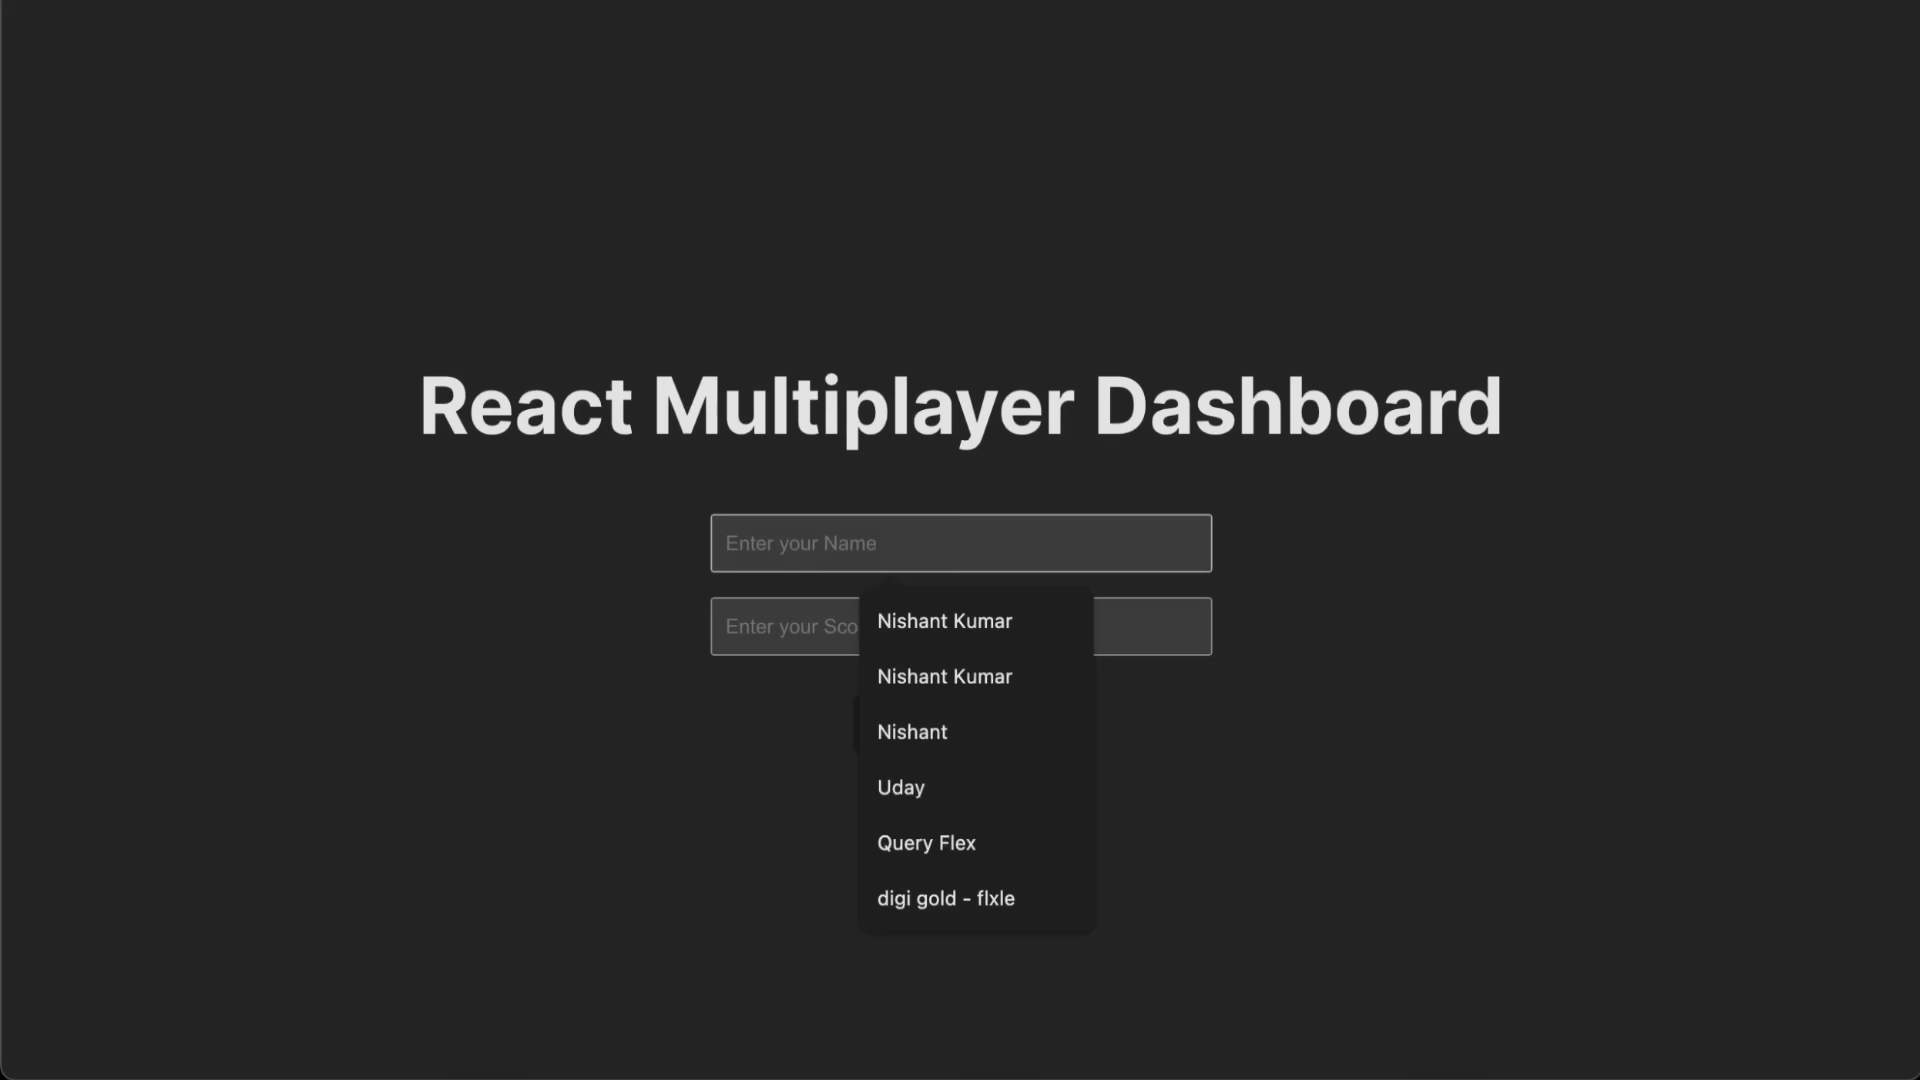 React Multiplayer Dashboard
Enter your Name
Enter your Sco
Nishant Kumar
Nishant Kumar
Nishant
Uday
Query Flex
digi gold - flxle